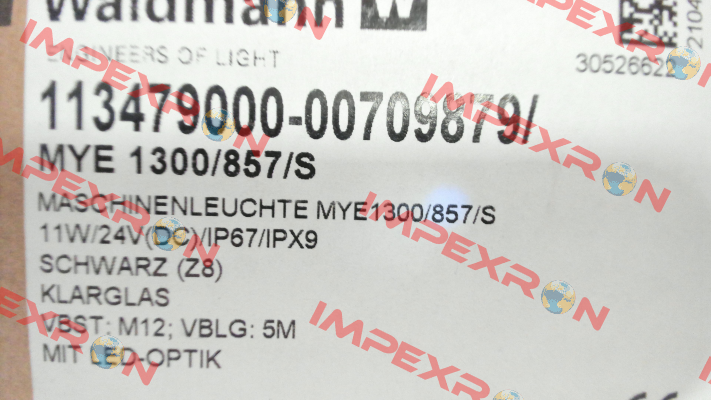 Waldmann W
ENGINEERS OF LIGHT
30526622
2104
113479000-00709879/
MYE 1300/857/S
MASCHINENLEUCHTE MYE1300/857/S
11W/24V(DC)/IP67/IPX9
SCHWARZ (Z8)
KLARGLAS
VBST: M12; VBLG: 5M
MIT LED-OPTIK
IMPEXRON